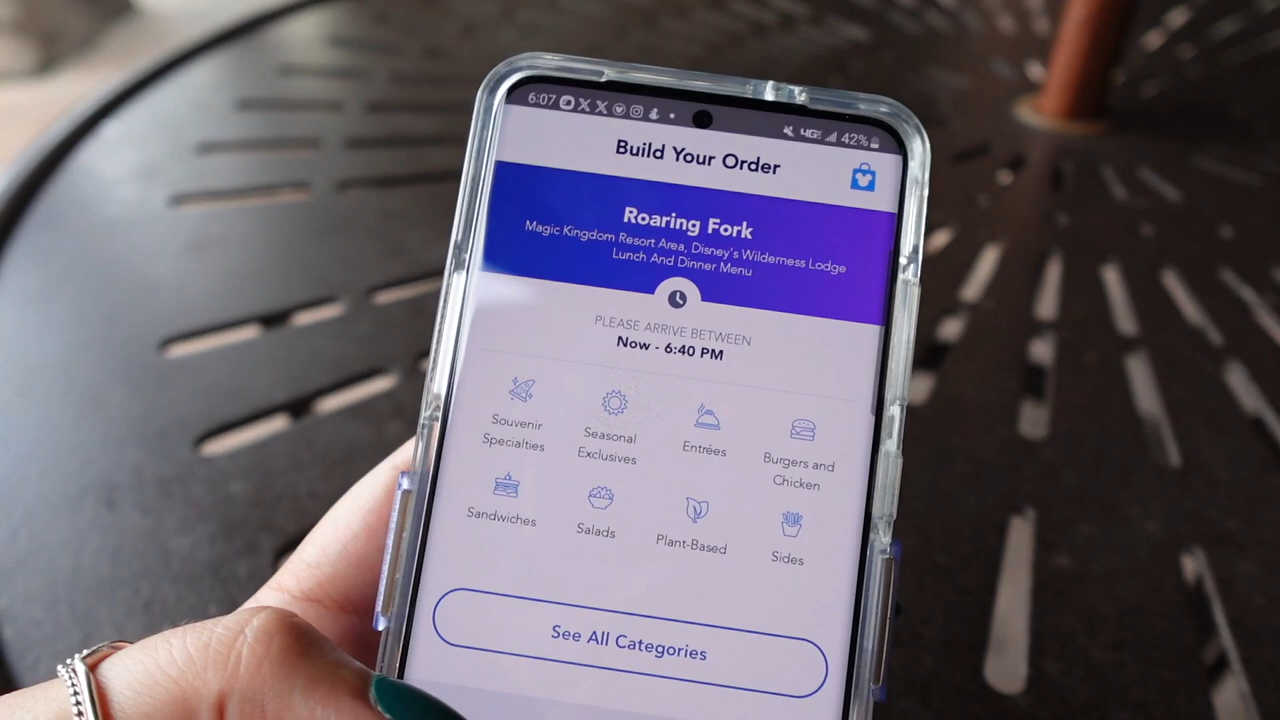 6:07
4GE 42%
Build Your Order
Roaring Fork
Magic Kingdom Resort Area, Disney's Wilderness Lodge
Lunch And Dinner Menu
PLEASE ARRIVE BETWEEN
Now - 6:40 PM
Souvenir
Specialties
Seasonal
Exclusives
Entrées
Burgers and
Chicken
Sandwiches
Salads
Plant-Based
Sides
See All Categories